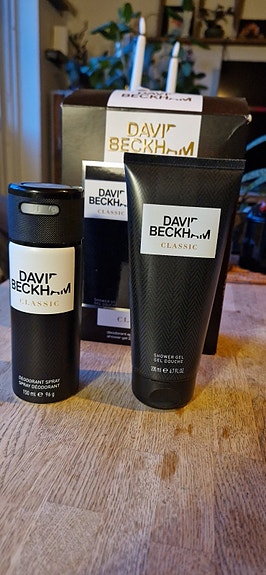 DAVID
BECKHAM
DAVID
BECKHAM
CLASSIC
DAVID
BECKHAM
CLASSIC
DEODORANT SPRAY
SPRAY DÉODORANT
150 ml ℮ 96 g
DAVID
BECKHAM
CLASSIC
SHOWER GEL
GEL DOUCHE
200 ml ℮ 6.7 FL.OZ